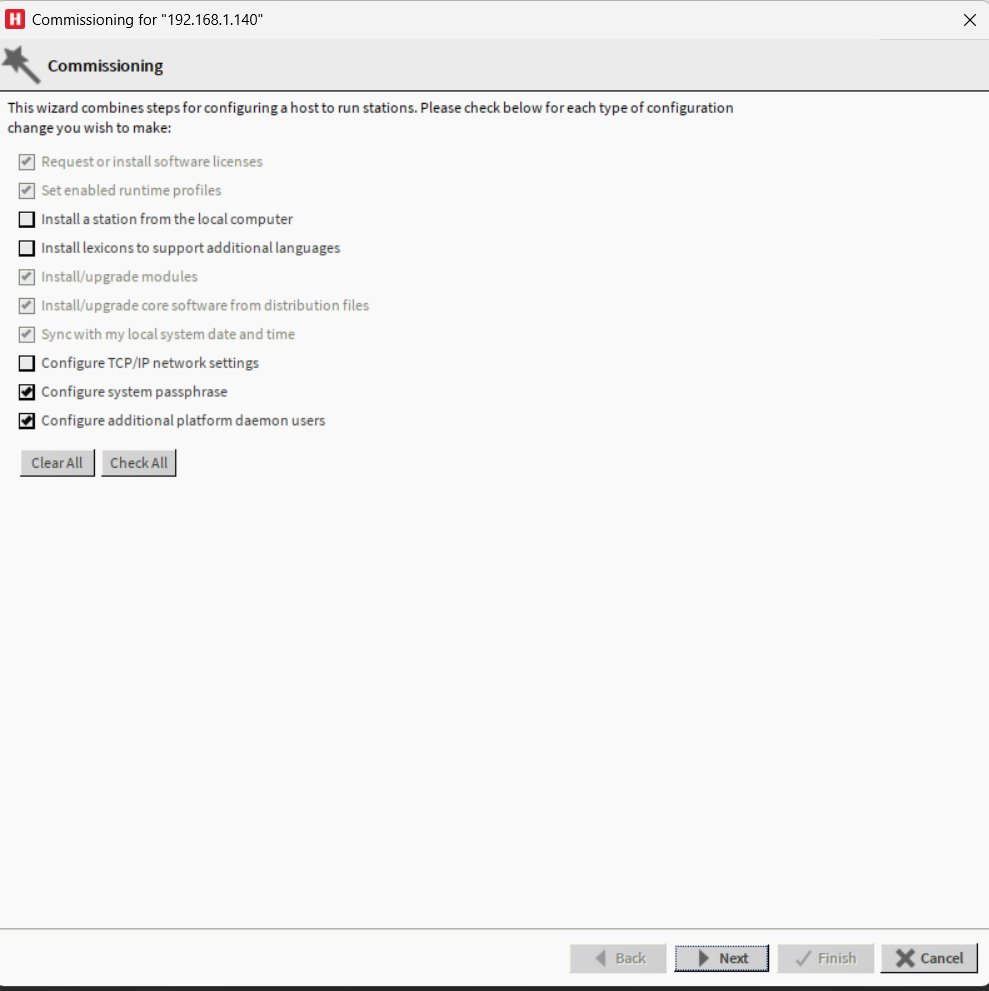 H Commissioning for "192.168.1.140"
Commissioning
This wizard combines steps for configuring a host to run stations. Please check below for each type of configuration
change you wish to make:
Request or install software licenses
Set enabled runtime profiles
Install a station from the local computer
Install lexicons to support additional languages
Install/upgrade modules
Install/upgrade core software from distribution files
Sync with my local system date and time
Configure TCP/IP network settings
Configure system passphrase
Configure additional platform daemon users
Clear All Check All
Back Next Finish Cancel